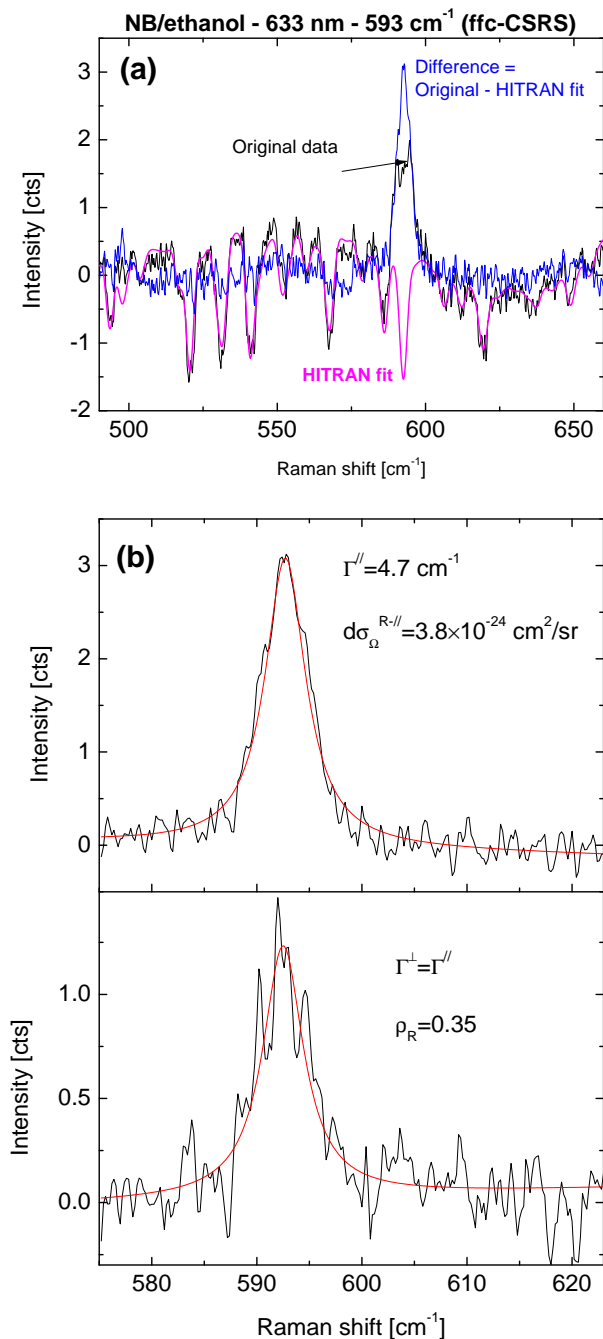 NB/ethanol - 633 nm - 593 cm⁻¹ (ffc-CSRS)
(a)
Difference =
Original - HITRAN fit
Original data
HITRAN fit
Intensity [cts]
3
2
1
0
-1
-2
500 550 600 650
Raman shift [cm⁻¹]
(b)
Γ^//=4.7 cm⁻¹
dσ_Ω^R-//=3.8×10⁻²⁴ cm²/sr
Intensity [cts]
3
2
1
0
Γ^⊥=Γ^//
ρ_R=0.35
Intensity [cts]
1.0
0.5
0.0
580 590 600 610 620
Raman shift [cm⁻¹]